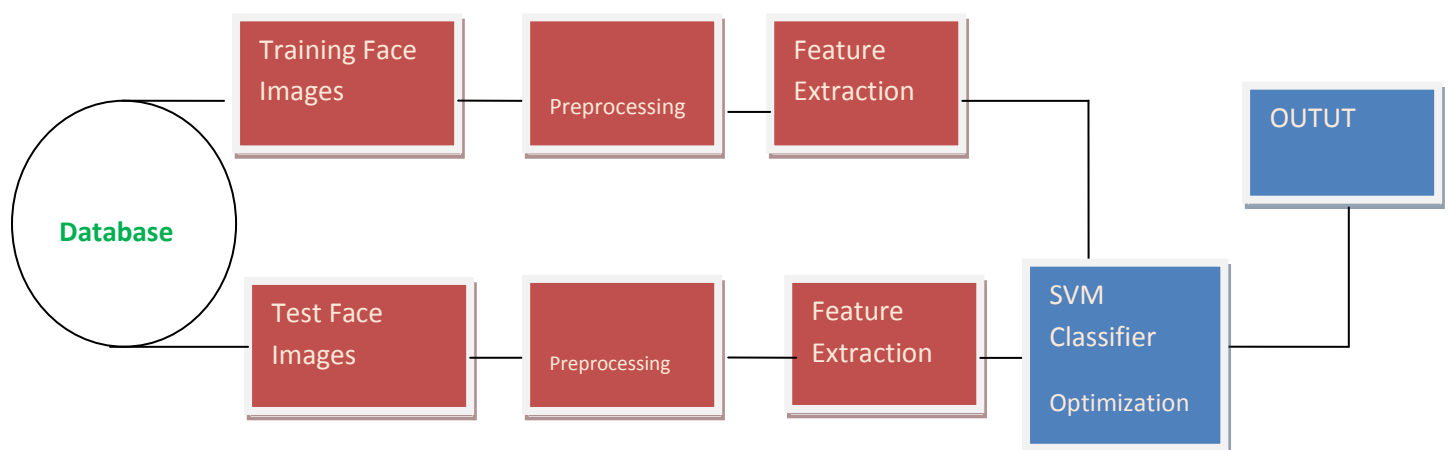 Training Face
Images
Preprocessing
Feature
Extraction
OUTUT
Database
Test Face
Images
Preprocessing
Feature
Extraction
SVM
Classifier
Optimization